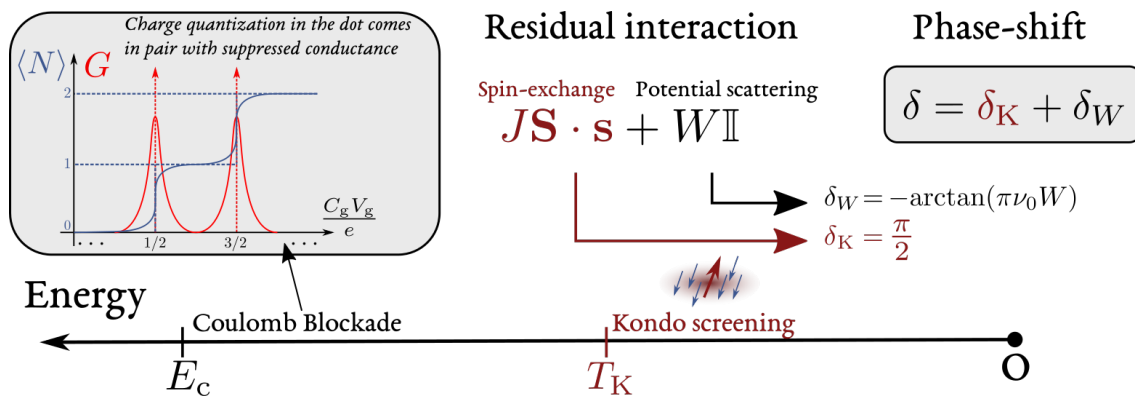 Charge quantization in the dot comes
in pair with suppressed conductance
⟨N⟩ G
2
1
0
. . .
1/2
3/2
. . .
C_g V_g / e
Residual interaction
Spin-exchange Potential scattering
JS · s + W𝕀
Phase-shift
δ = δ_K + δ_W
δ_W = −arctan(πν₀W)
δ_K = π/2
Energy
Coulomb Blockade
Kondo screening
E_c
T_K
O